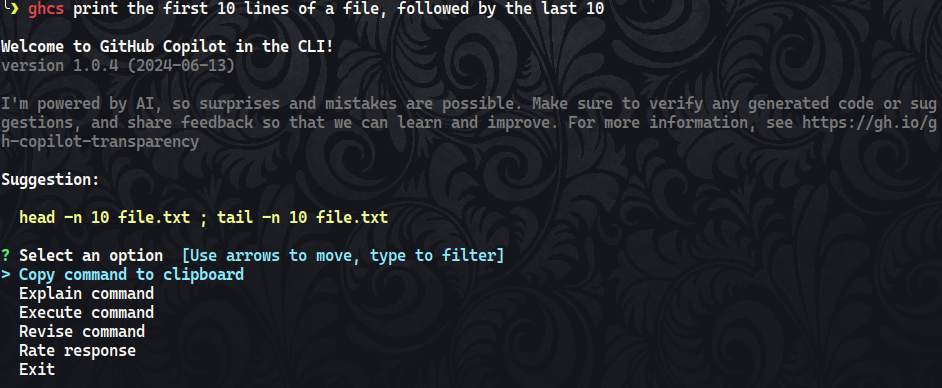 ❯ ghcs print the first 10 lines of a file, followed by the last 10
Welcome to GitHub Copilot in the CLI!
version 1.0.4 (2024-06-13)
I'm powered by AI, so surprises and mistakes are possible. Make sure to verify any generated code or sug
gestions, and share feedback so that we can learn and improve. For more information, see https://gh.io/g
h-copilot-transparency
Suggestion:
head -n 10 file.txt ; tail -n 10 file.txt
? Select an option [Use arrows to move, type to filter]
> Copy command to clipboard
Explain command
Execute command
Revise command
Rate response
Exit